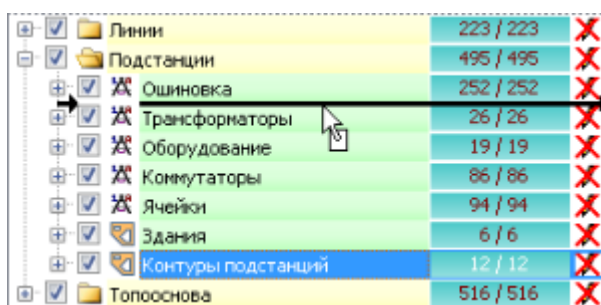 Линии 223 / 223
Подстанции 495 / 495
Ошиновка 252 / 252
Трансформаторы 26 / 26
Оборудование 19 / 19
Коммутаторы 86 / 86
Ячейки 94 / 94
Здания 6 / 6
Контуры подстанций 12 / 12
Топооснова 516 / 516